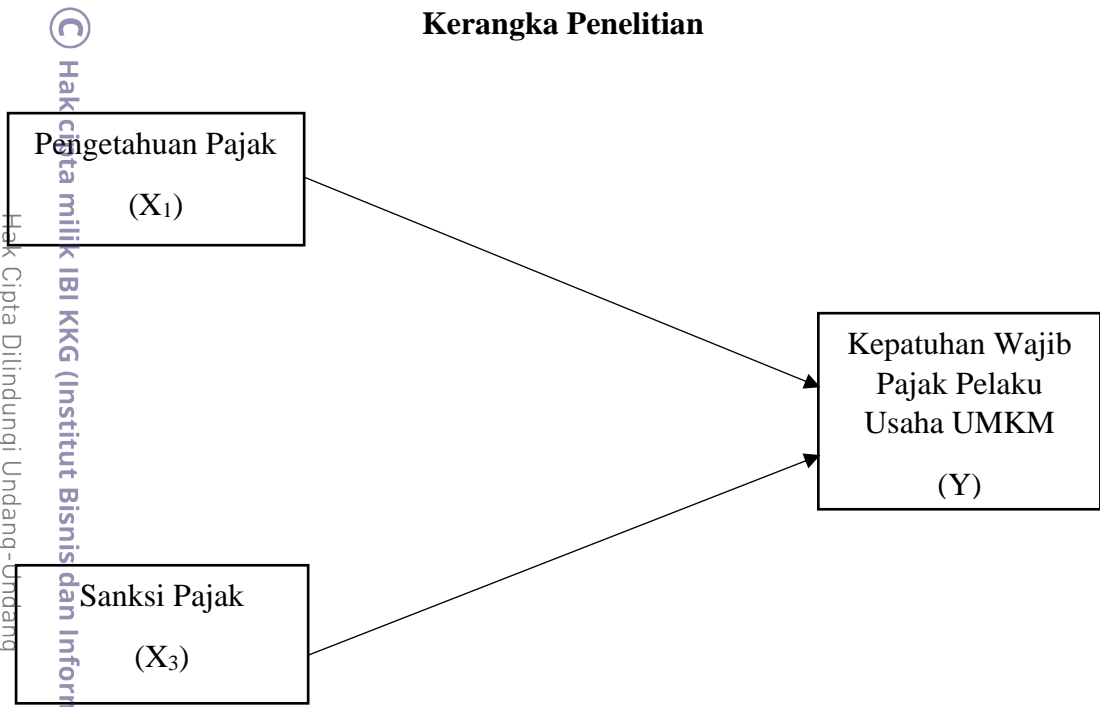 Kerangka Penelitian
Pengetahuan Pajak
(X₁)
Kepatuhan Wajib
Pajak Pelaku
Usaha UMKM
(Y)
Sanksi Pajak
(X₃)
© Hak cipta milik IBI KKG (Institut Bisnis dan Inform
Hak Cipta Dilindungi Undang-Undang